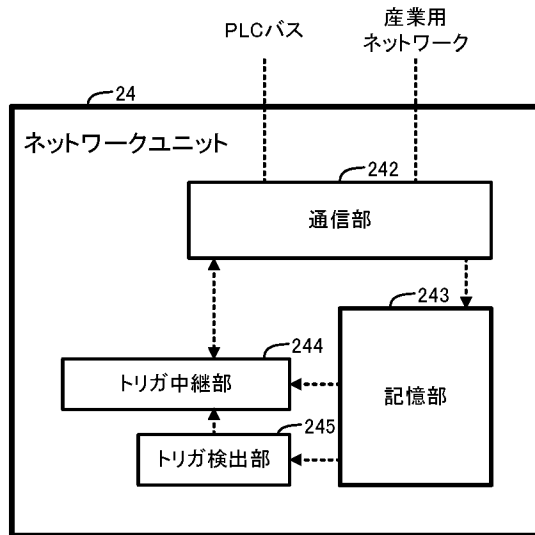 PLCバス
産業用
ネットワーク
24
ネットワークユニット
242
通信部
243
記憶部
244
トリガ中継部
245
トリガ検出部